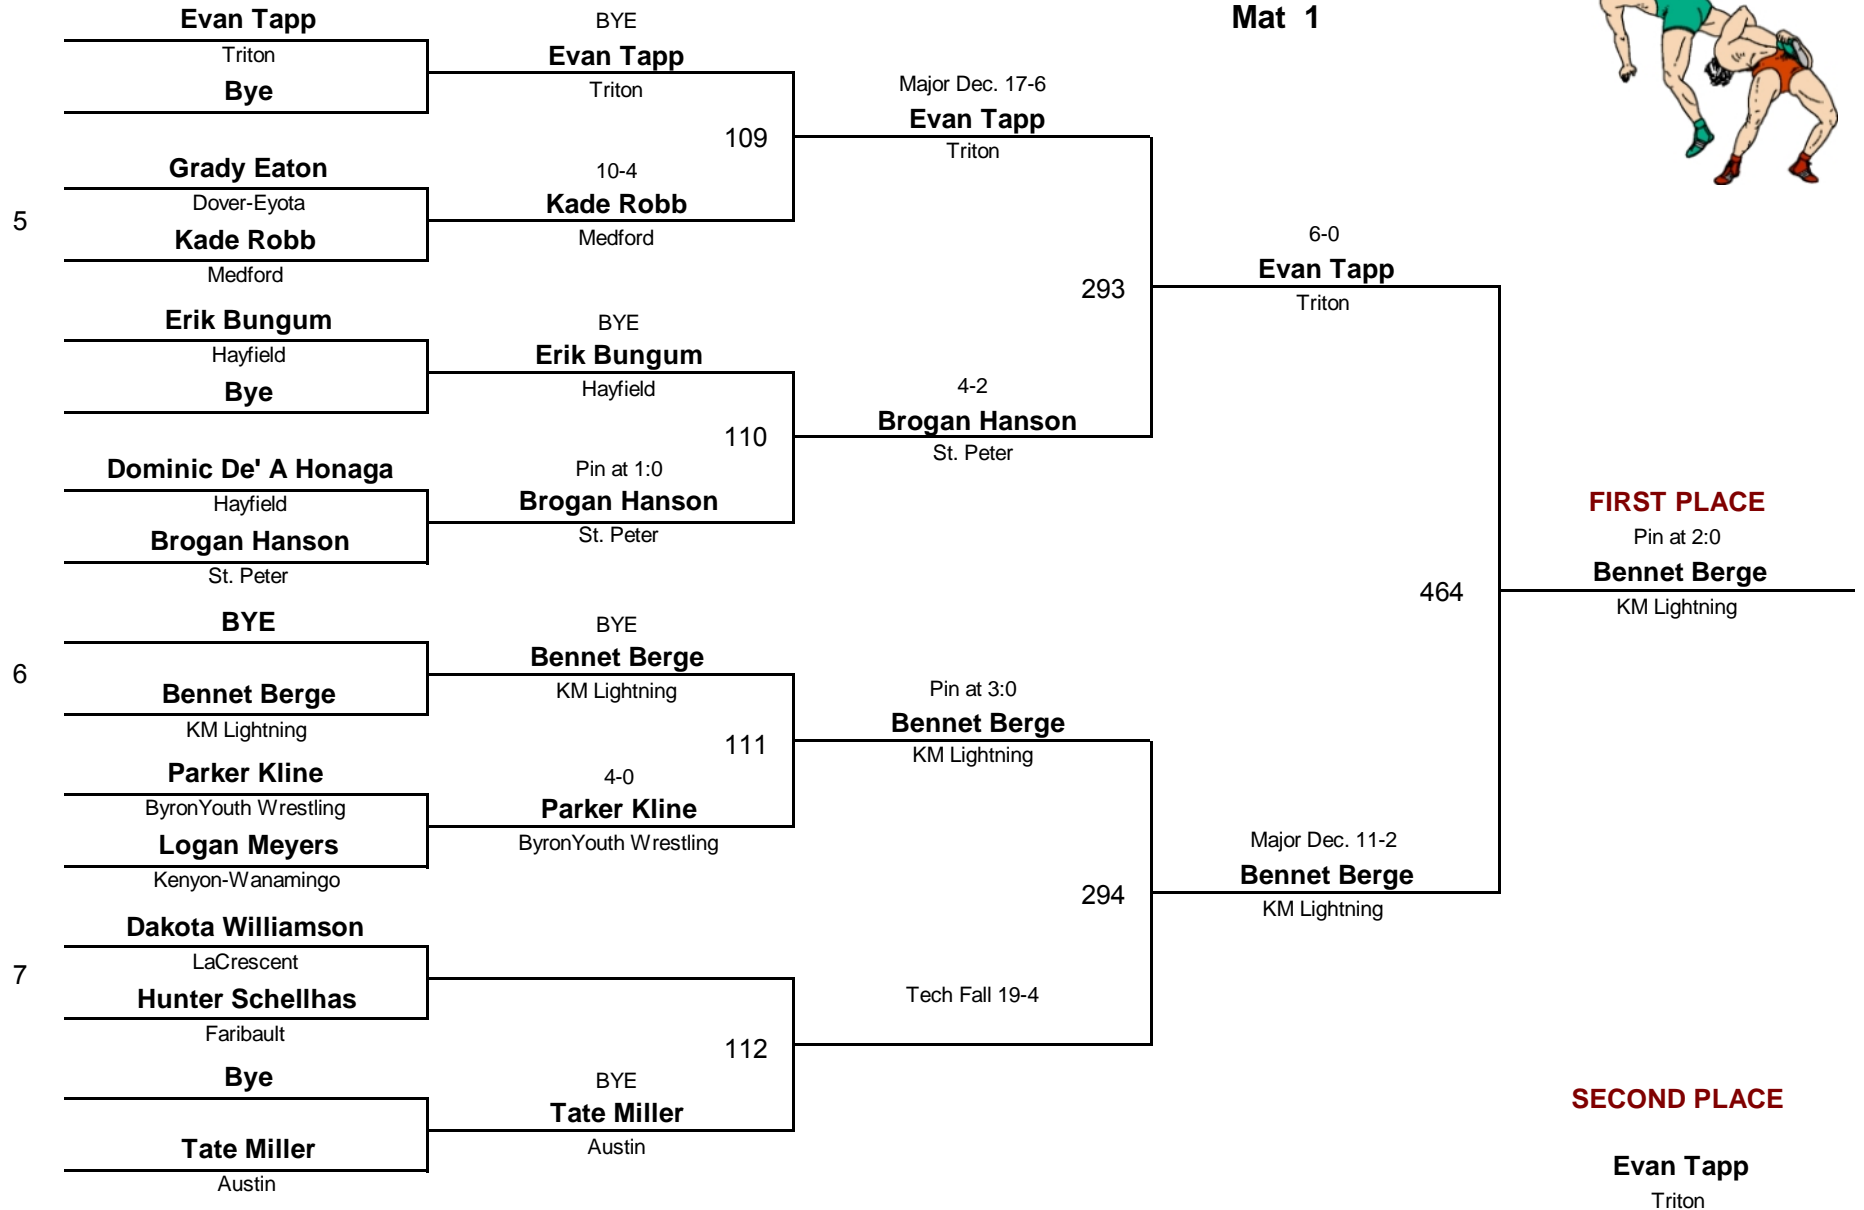 Mat 1
Evan Tapp
Triton
Bye
5
Grady Eaton
Dover-Eyota
Kade Robb
Medford
Erik Bungum
Hayfield
Bye
Dominic De' A Honaga
Hayfield
Brogan Hanson
St. Peter
6
BYE
Bennet Berge
KM Lightning
Parker Kline
ByronYouth Wrestling
Logan Meyers
Kenyon-Wanamingo
7
Dakota Williamson
LaCrescent
Hunter Schellhas
Faribault
Bye
Tate Miller
Austin
BYE
Evan Tapp
Triton
109
10-4
Kade Robb
Medford
BYE
Erik Bungum
Hayfield
110
Pin at 1:0
Brogan Hanson
St. Peter
BYE
Bennet Berge
KM Lightning
111
4-0
Parker Kline
ByronYouth Wrestling
112
BYE
Tate Miller
Austin
Major Dec. 17-6
Evan Tapp
Triton
293
4-2
Brogan Hanson
St. Peter
Pin at 3:0
Bennet Berge
KM Lightning
294
Tech Fall 19-4
6-0
Evan Tapp
Triton
464
Major Dec. 11-2
Bennet Berge
KM Lightning
FIRST PLACE
Pin at 2:0
Bennet Berge
KM Lightning
SECOND PLACE
Evan Tapp
Triton